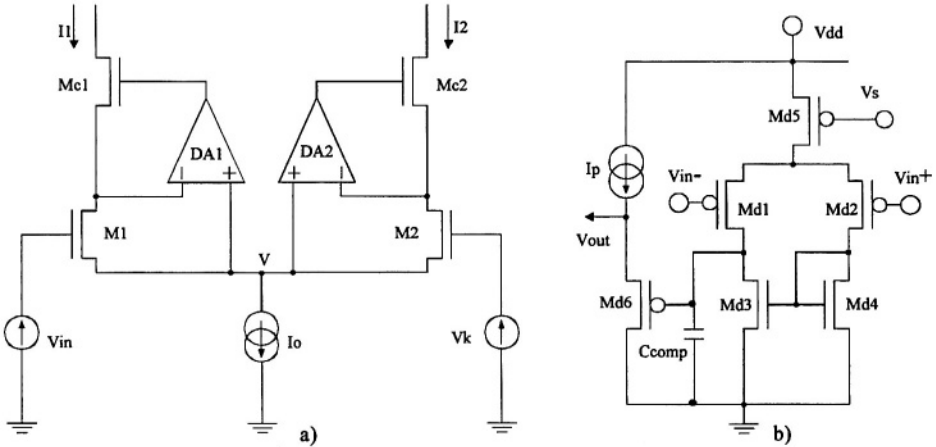 I1
I2
Mc1
Mc2
DA1
DA2
− +
+ −
M1
M2
V
Vin
Io
Vk
a)
Vdd
Vs
Md5
Ip
Vin-
Vin+
Md1
Md2
Vout
Md6
Md3
Md4
Ccomp
b)